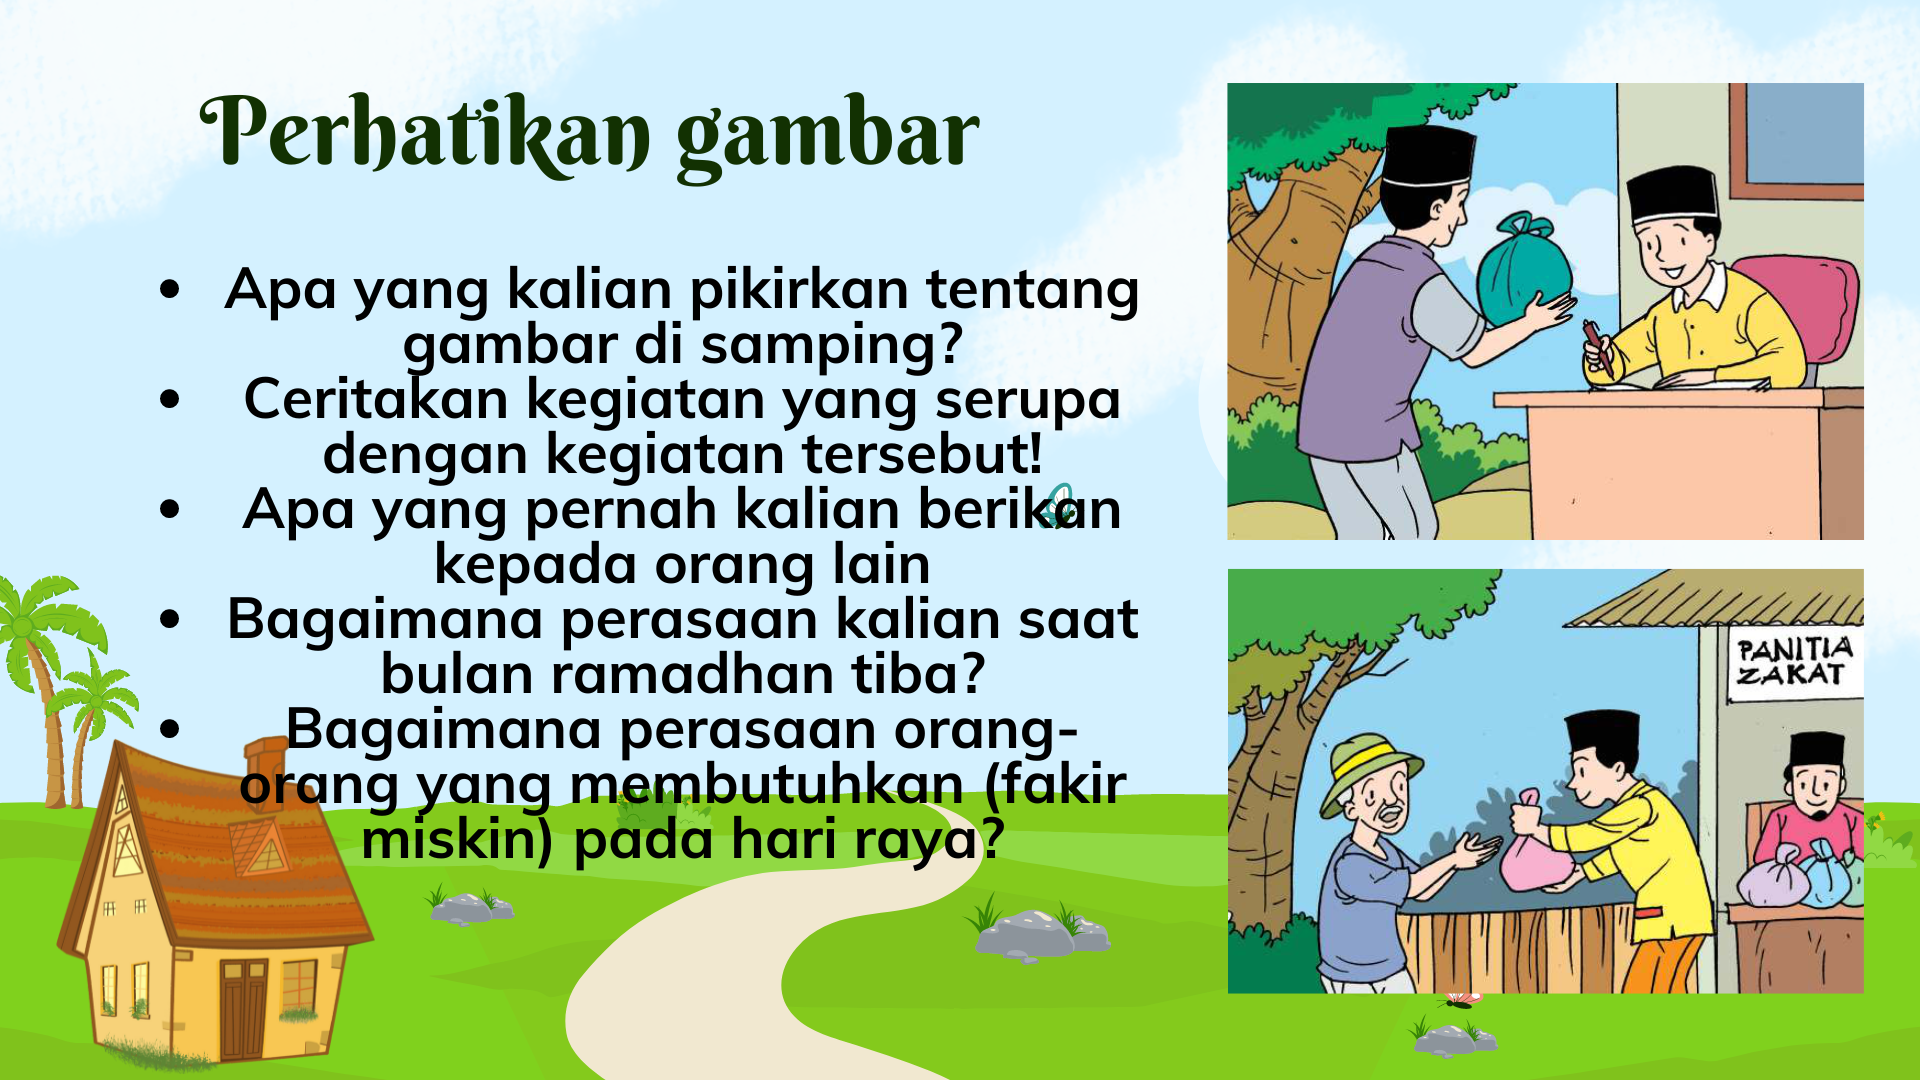 Perhatikan gambar
• Apa yang kalian pikirkan tentang
gambar di samping?
• Ceritakan kegiatan yang serupa
dengan kegiatan tersebut!
• Apa yang pernah kalian berikan
kepada orang lain
• Bagaimana perasaan kalian saat
bulan ramadhan tiba?
• Bagaimana perasaan orang-
orang yang membutuhkan (fakir
miskin) pada hari raya?
PANITIA
ZAKAT